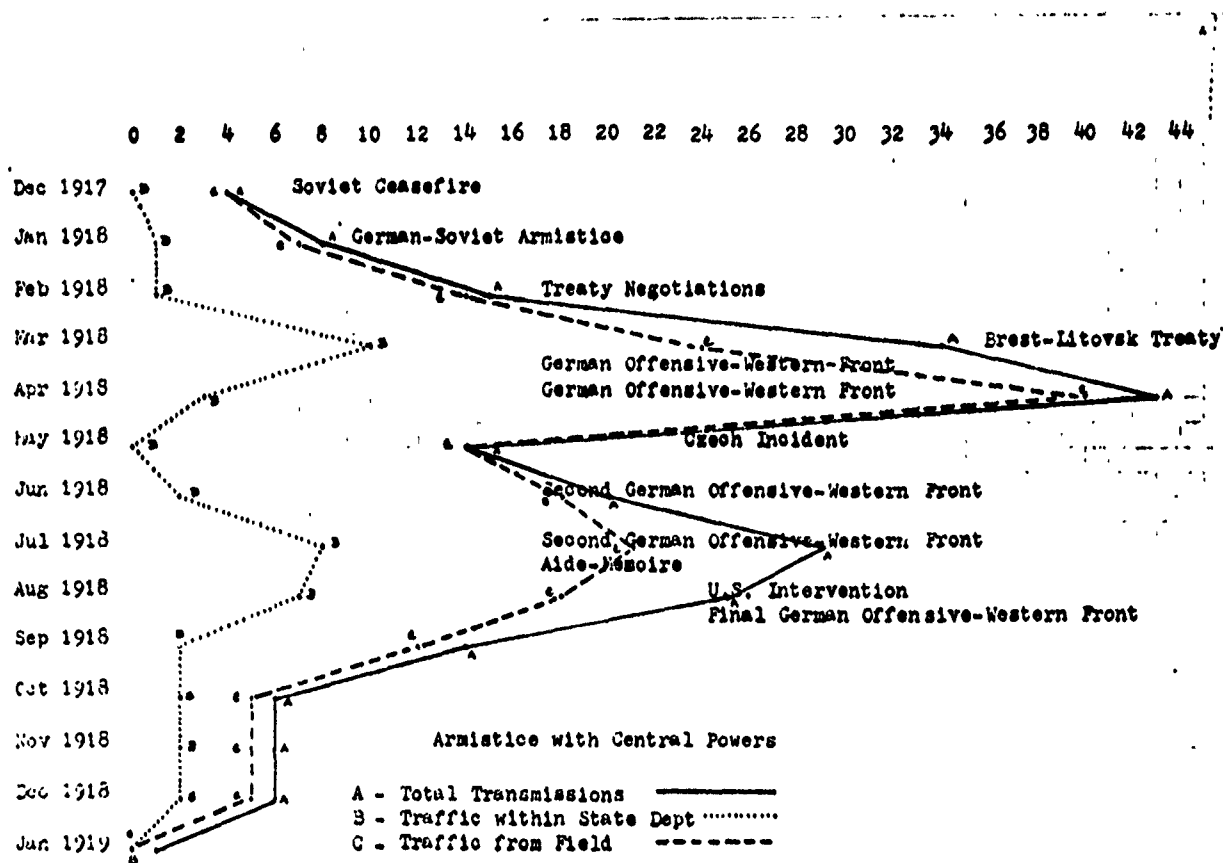 0 2 4 6 8 10 12 14 16 18 20 22 24 26 28 30 32 34 36 38 40 42 44
Dec 1917 Soviet Ceasefire
Jan 1918 German-Soviet Armistice
Feb 1918 Treaty Negotiations
Mar 1918 Brest-Litovsk Treaty
German Offensive-Western-Front
Apr 1918 German Offensive-Western Front
May 1918 Czech Incident
Jun 1918 Second German Offensive-Western Front
Jul 1918 Second German Offensive-Western Front
Aide-Memoire
Aug 1918 U.S. Intervention
Final German Offensive-Western Front
Sep 1918
Oct 1918
Nov 1918 Armistice with Central Powers
Dec 1918
A - Total Transmissions
B - Traffic within State Dept
Jan 1919
C - Traffic from Field